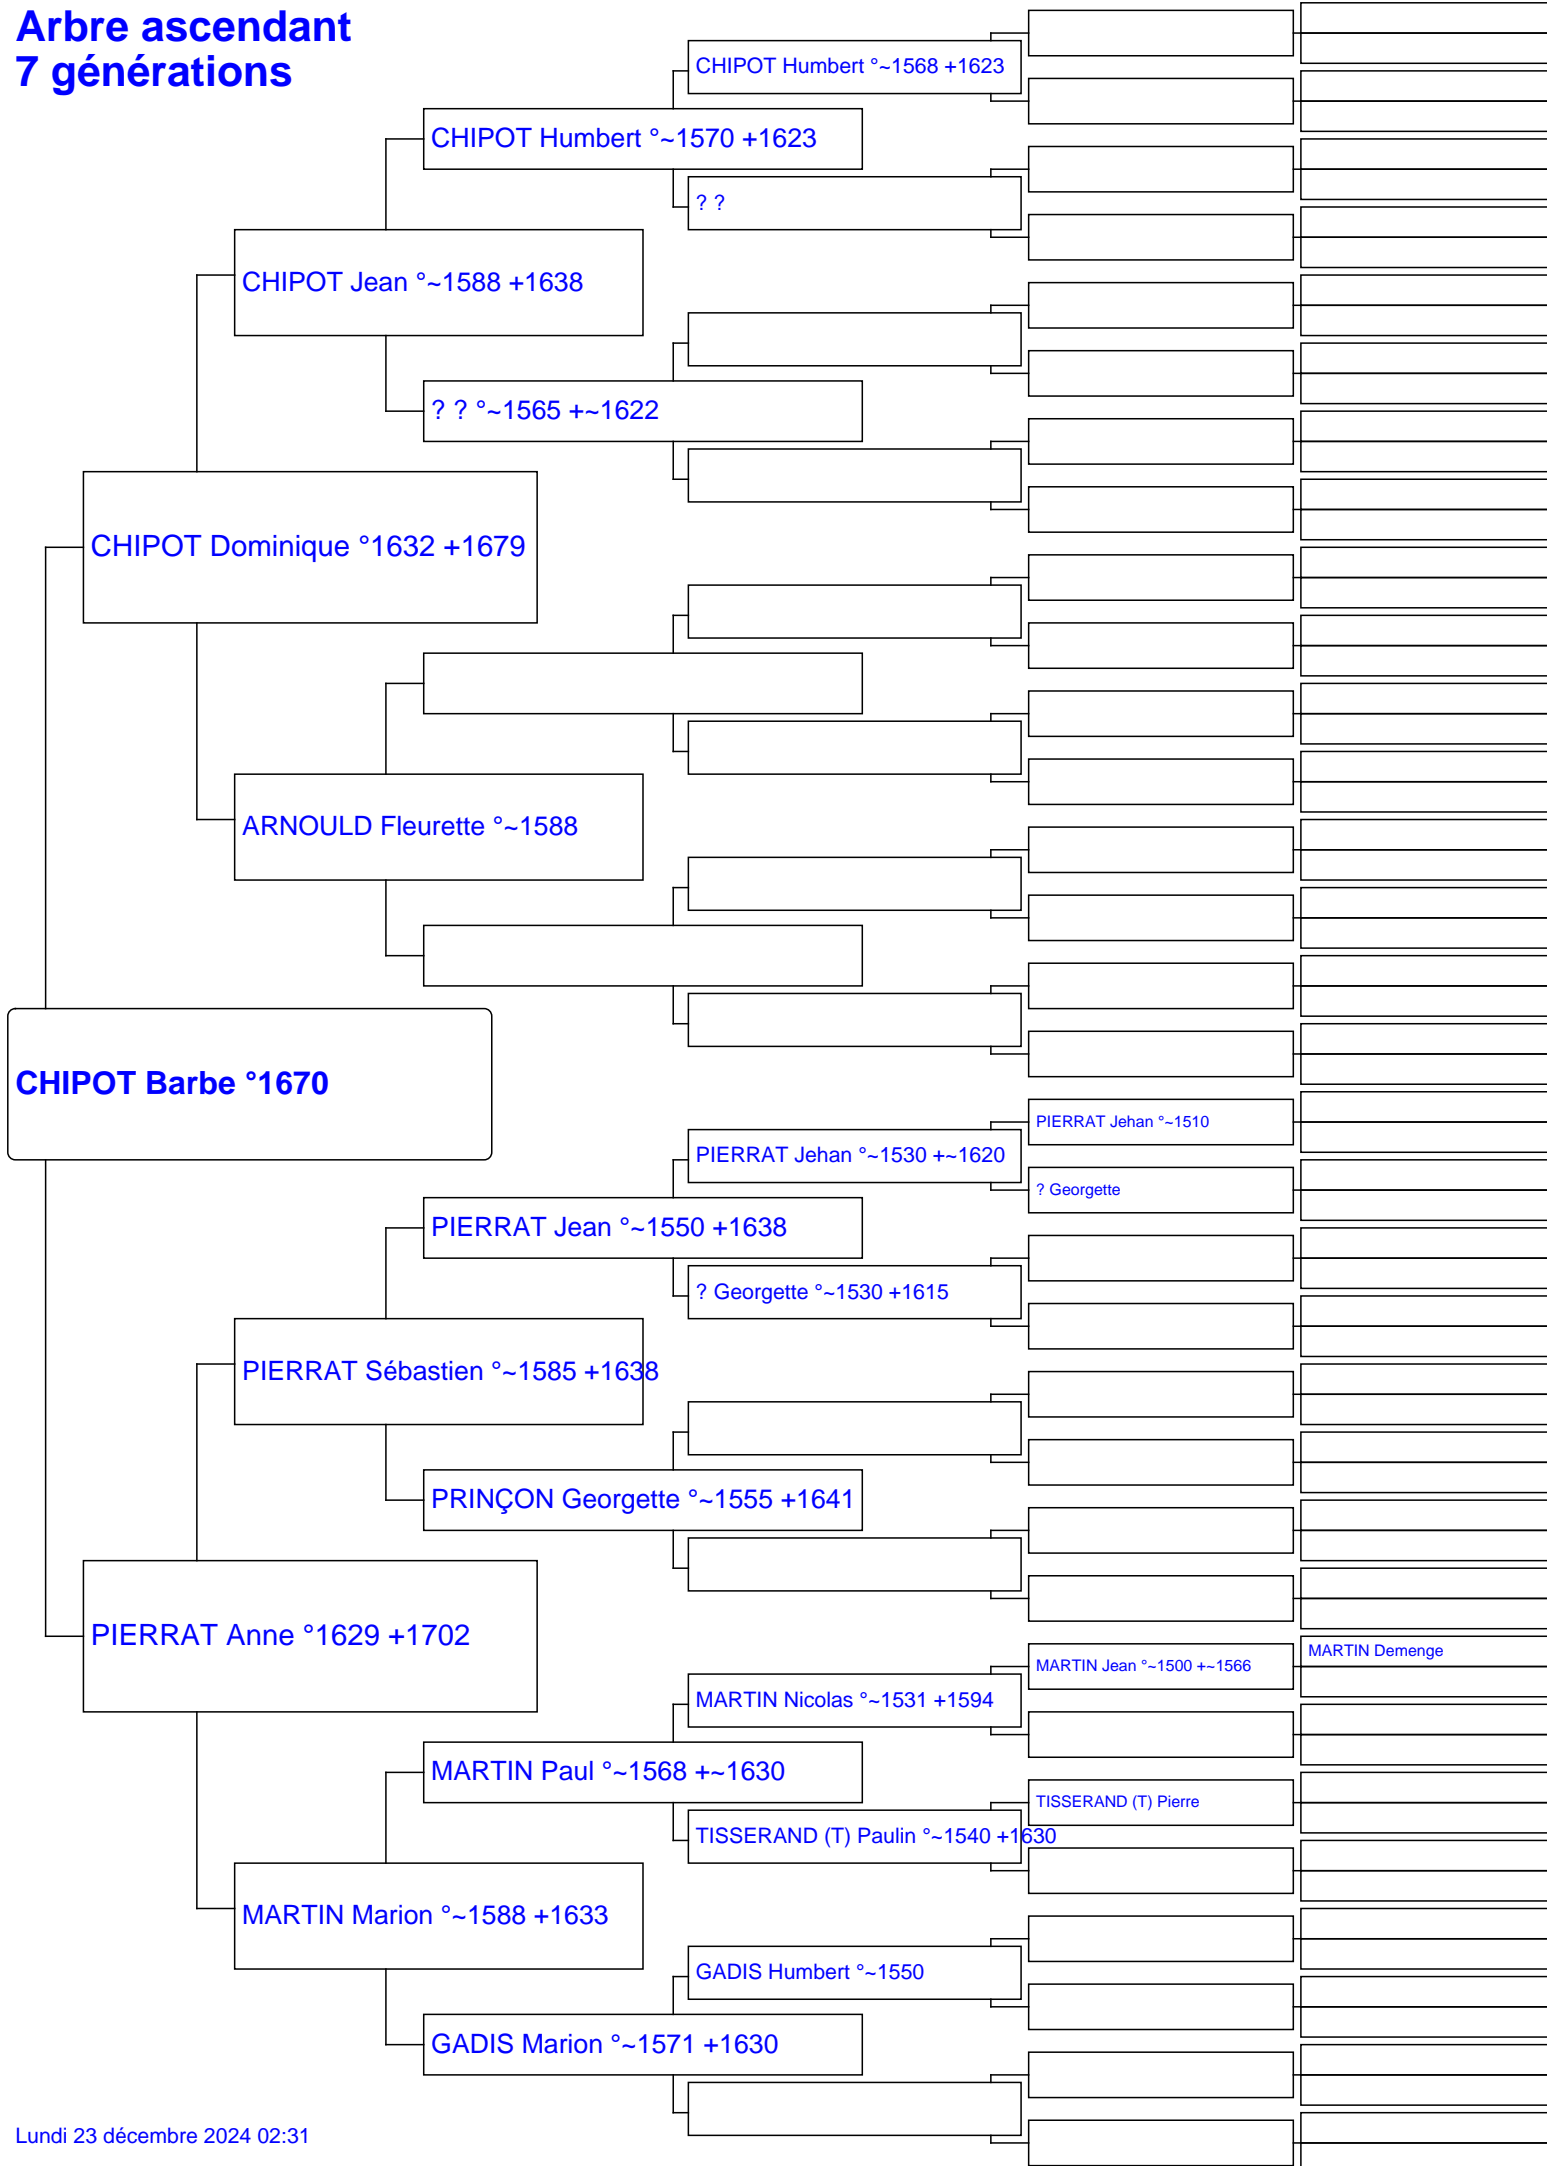 Arbre ascendant
7 générations
CHIPOT Humbert °~1568 +1623
CHIPOT Humbert °~1570 +1623
? ?
CHIPOT Jean °~1588 +1638
? ? °~1565 +~1622
CHIPOT Dominique °1632 +1679
ARNOULD Fleurette °~1588
CHIPOT Barbe °1670
PIERRAT Jehan °~1510
PIERRAT Jehan °~1530 +~1620
? Georgette
PIERRAT Jean °~1550 +1638
? Georgette °~1530 +1615
PIERRAT Sébastien °~1585 +1638
PRINÇON Georgette °~1555 +1641
PIERRAT Anne °1629 +1702
MARTIN Demenge
MARTIN Jean °~1500 +~1566
MARTIN Nicolas °~1531 +1594
MARTIN Paul °~1568 +~1630
TISSERAND (T) Pierre
TISSERAND (T) Paulin °~1540 +1630
MARTIN Marion °~1588 +1633
GADIS Humbert °~1550
GADIS Marion °~1571 +1630
Lundi 23 décembre 2024 02:31